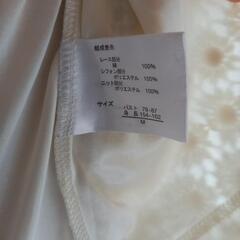 組成表示
レース部分
綿 100%
シフォン部分
ポリエステル 100%
ニット部分
ポリエステル 100%
サイズ バスト 79-87
身長 154-162
M